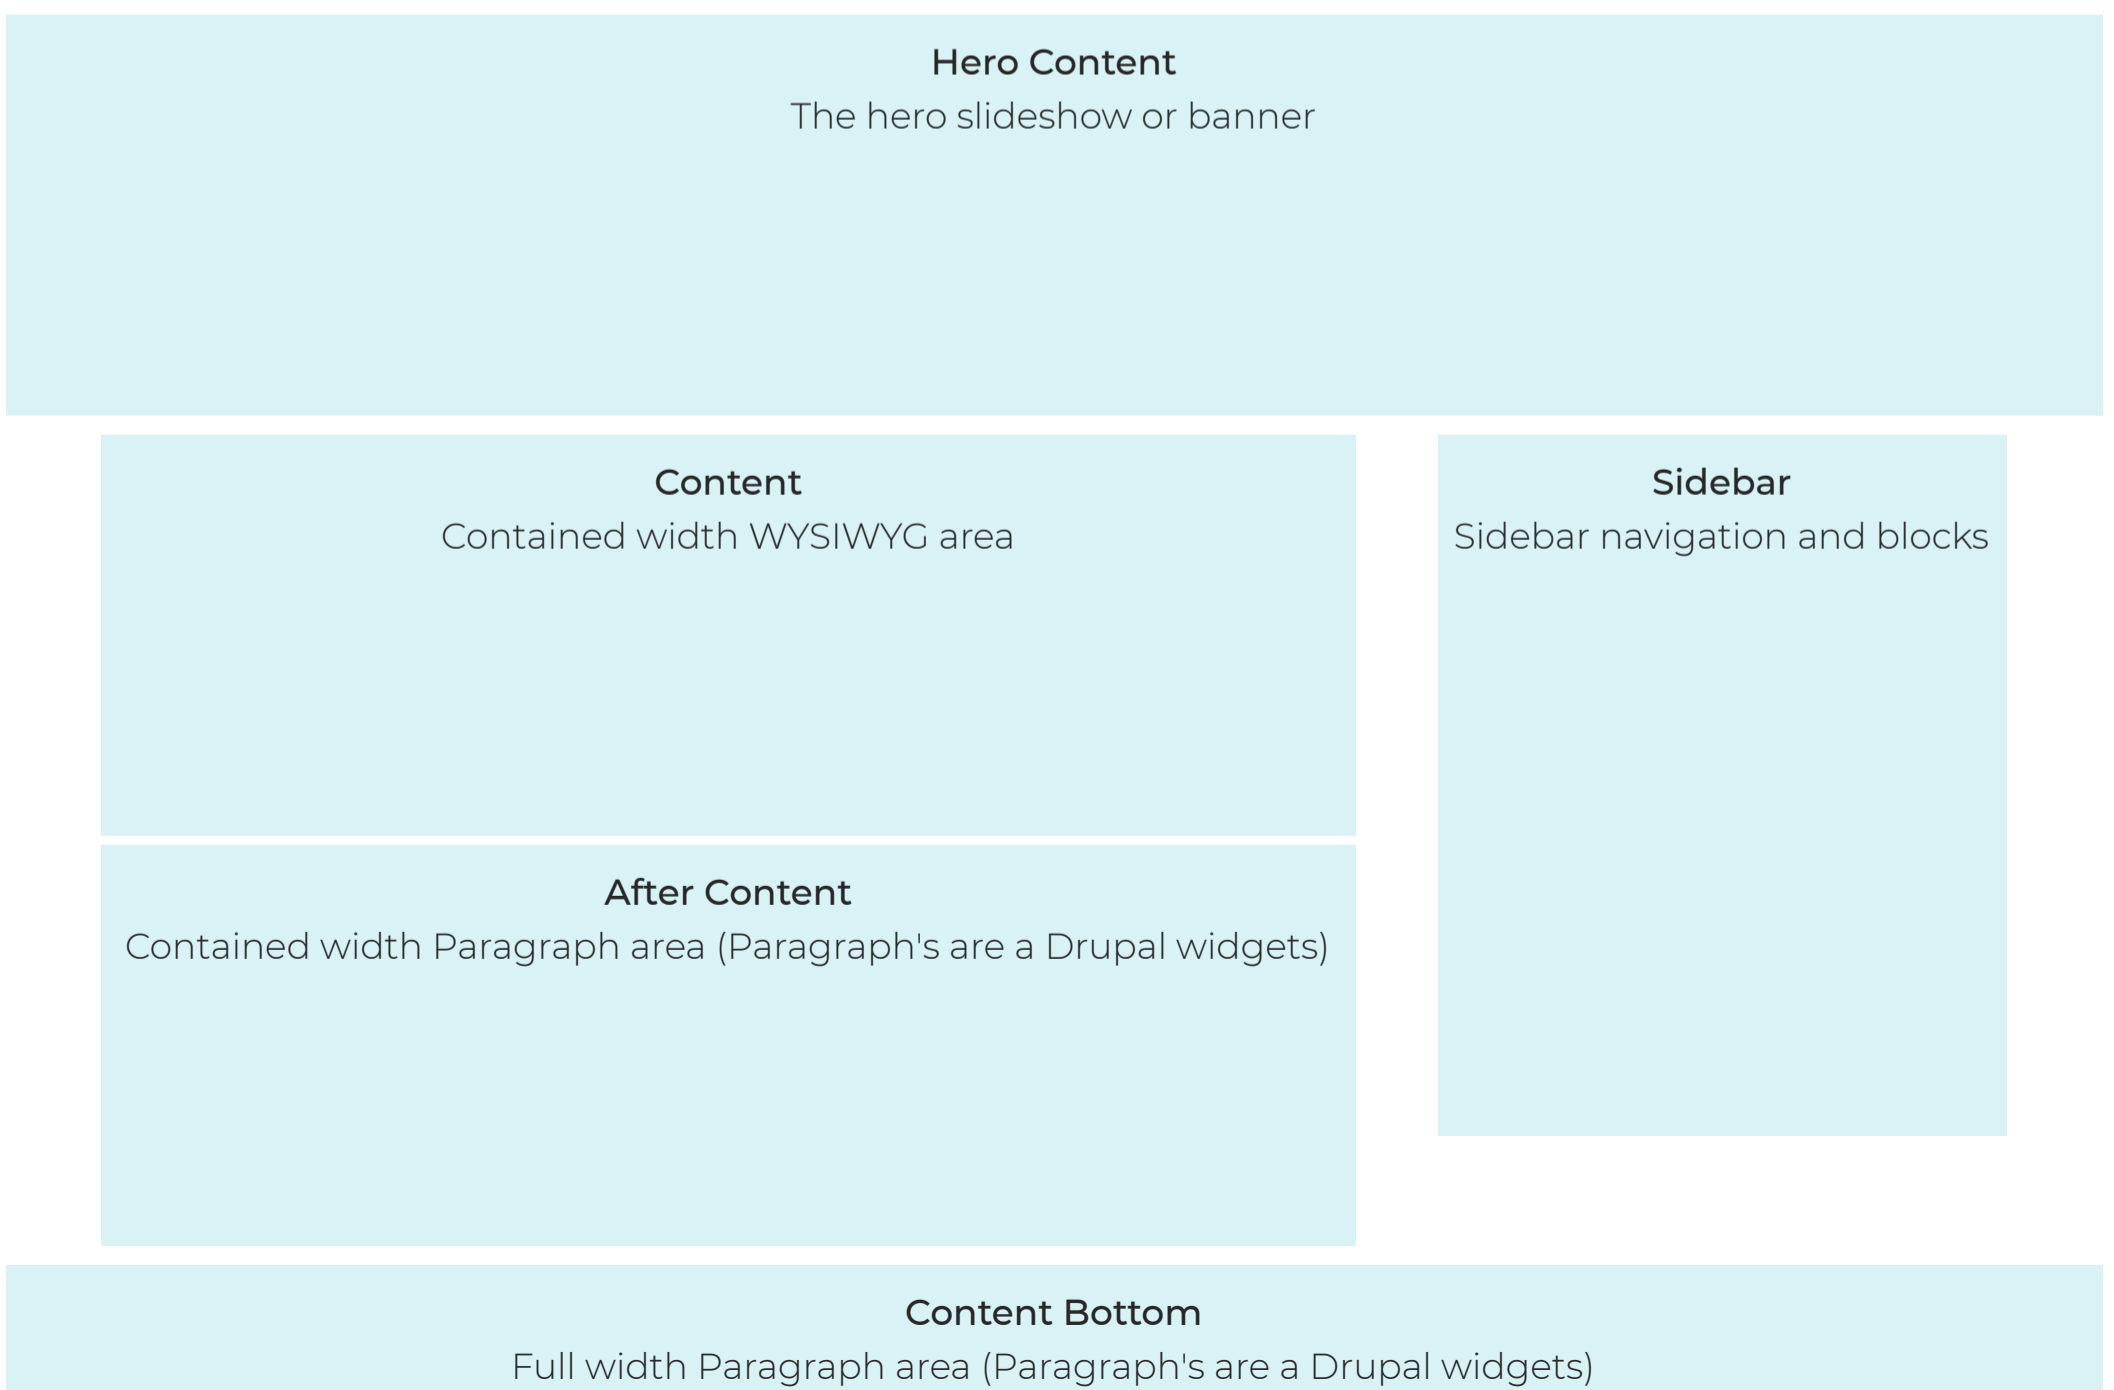 Hero Content
The hero slideshow or banner
Content
Contained width WYSIWYG area
Sidebar
Sidebar navigation and blocks
After Content
Contained width Paragraph area (Paragraph's are a Drupal widgets)
Content Bottom
Full width Paragraph area (Paragraph's are a Drupal widgets)